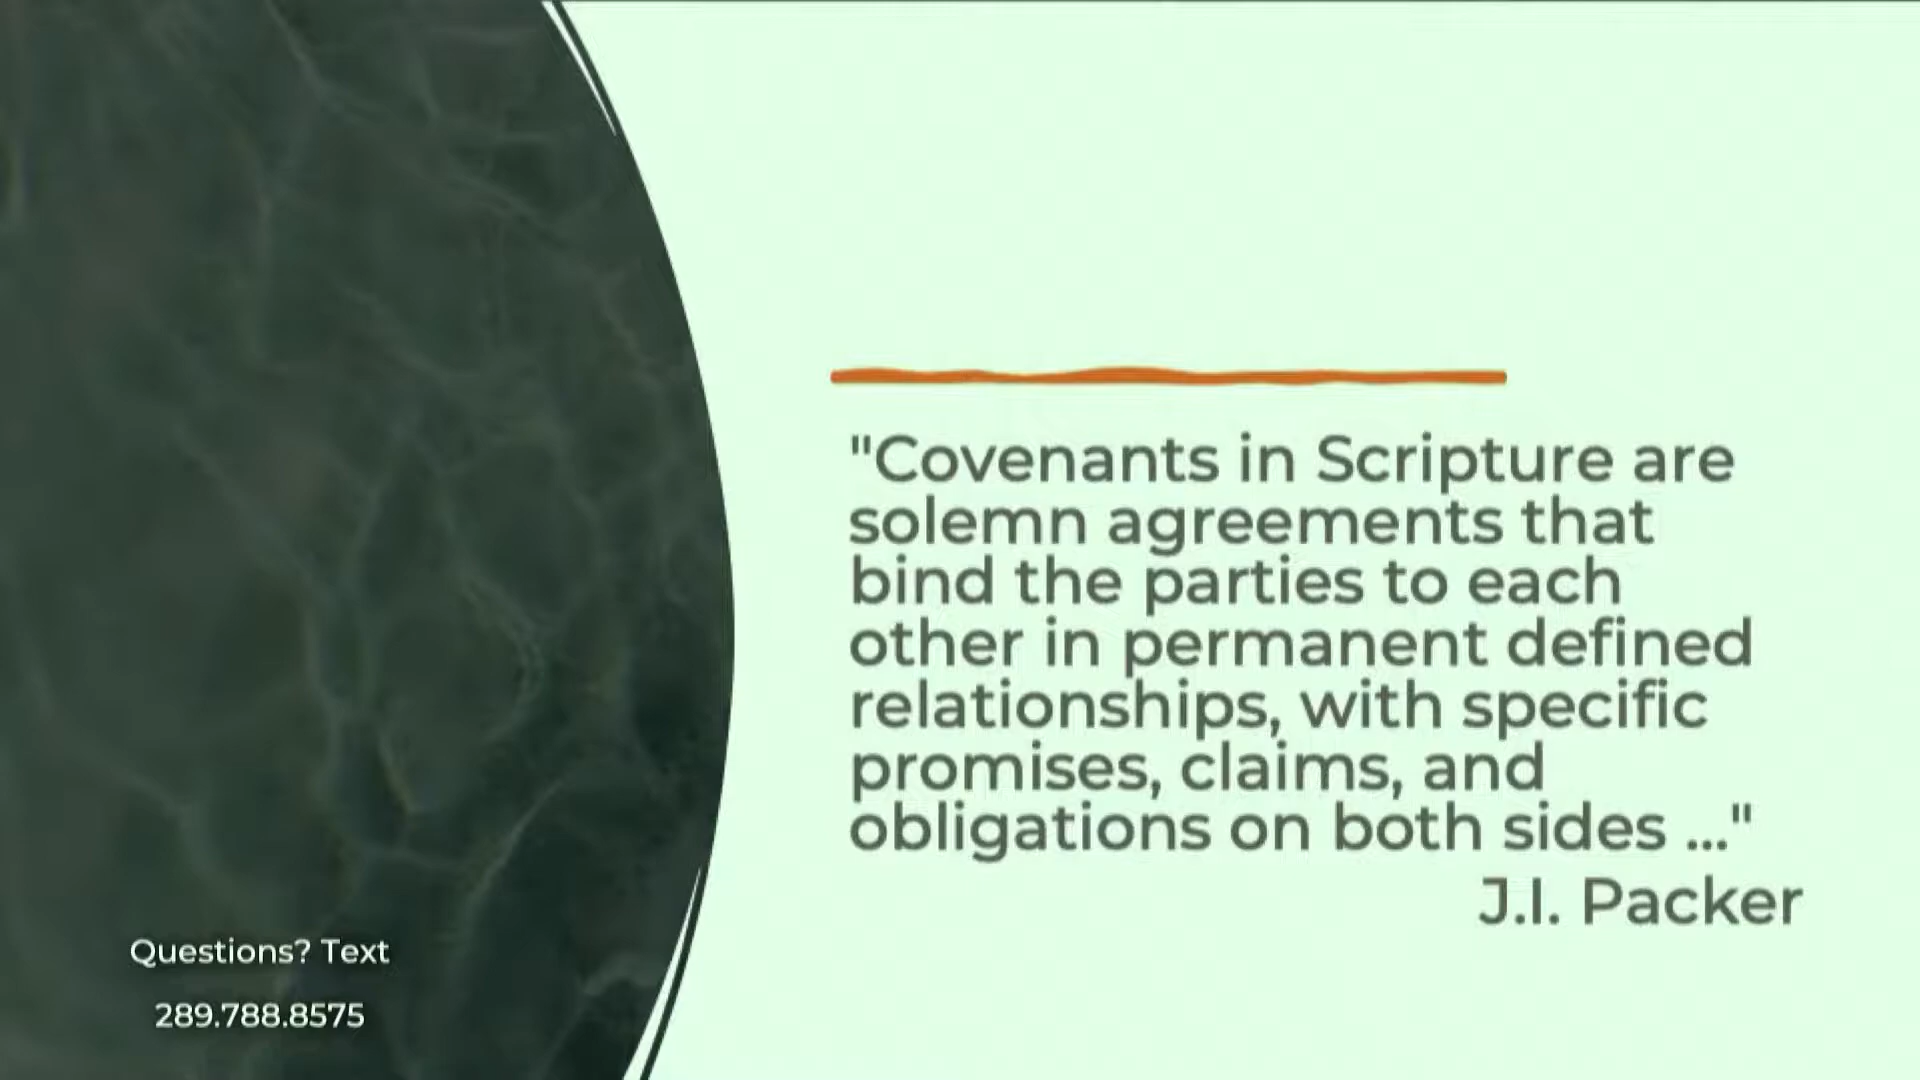 "Covenants in Scripture are
solemn agreements that
bind the parties to each
other in permanent defined
relationships, with specific
promises, claims, and
obligations on both sides ..."
J.I. Packer
Questions? Text
289.788.8575